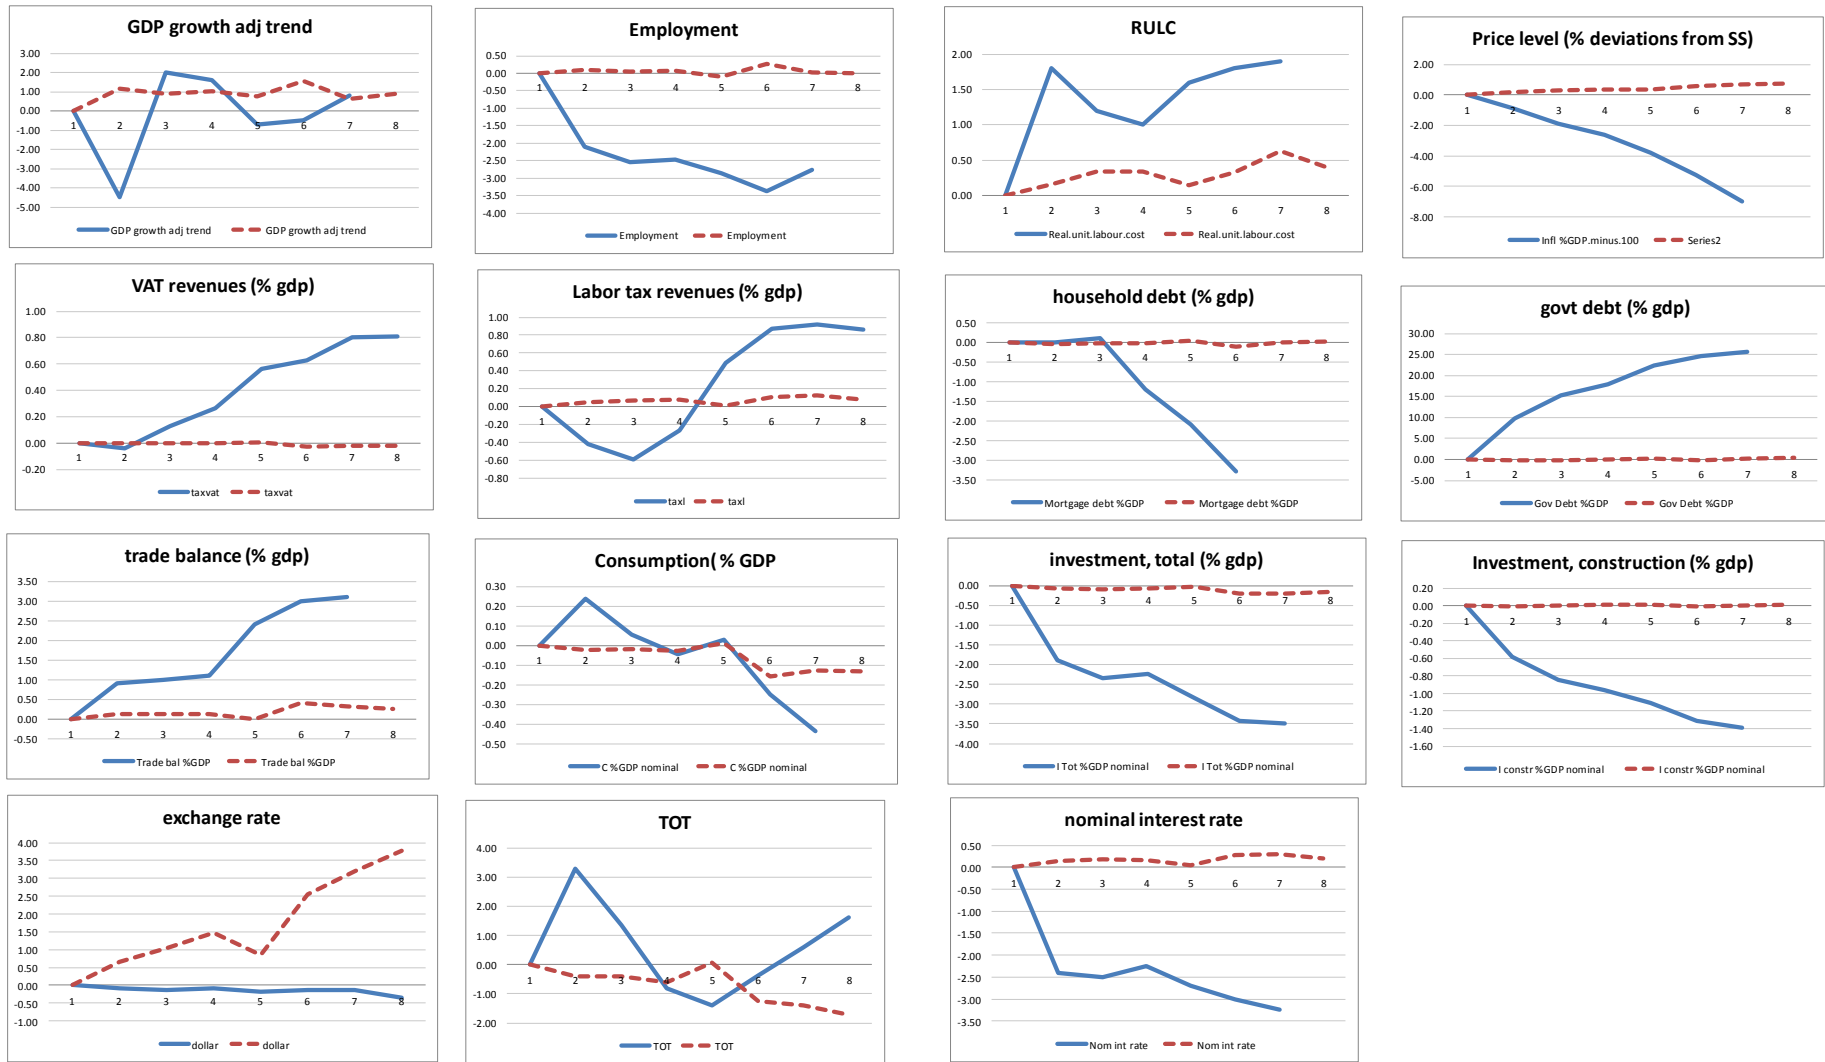 GDP growth adj trend
3.00
2.00
1.00
0.00
-1.00
-2.00
-3.00
-4.00
-5.00
1 2 3 4 5 6 7 8
GDP growth adj trend GDP growth adj trend
Employment
0.50
0.00
-0.50
-1.00
-1.50
-2.00
-2.50
-3.00
-3.50
-4.00
1 2 3 4 5 6 7 8
Employment Employment
RULC
2.00
1.50
1.00
0.50
0.00
1 2 3 4 5 6 7 8
Real.unit.labour.cost Real.unit.labour.cost
Price level (% deviations from SS)
2.00
0.00
-2.00
-4.00
-6.00
-8.00
1 2 3 4 5 6 7 8
Infl %GDP.minus.100 Series2
VAT revenues (% gdp)
1.00
0.80
0.60
0.40
0.20
0.00
-0.20
1 2 3 4 5 6 7 8
taxvat taxvat
Labor tax revenues (% gdp)
1.00
0.80
0.60
0.40
0.20
0.00
-0.20
-0.40
-0.60
-0.80
1 2 3 4 5 6 7 8
taxl taxl
household debt (% gdp)
0.50
0.00
-0.50
-1.00
-1.50
-2.00
-2.50
-3.00
-3.50
1 2 3 4 5 6 7 8
Mortgage debt %GDP Mortgage debt %GDP
govt debt (% gdp)
30.00
25.00
20.00
15.00
10.00
5.00
0.00
-5.00
1 2 3 4 5 6 7 8
Gov Debt %GDP Gov Debt %GDP
trade balance (% gdp)
3.50
3.00
2.50
2.00
1.50
1.00
0.50
0.00
-0.50
1 2 3 4 5 6 7 8
Trade bal %GDP Trade bal %GDP
Consumption( % GDP
0.30
0.20
0.10
0.00
-0.10
-0.20
-0.30
-0.40
-0.50
1 2 3 4 5 6 7 8
C %GDP nominal C %GDP nominal
investment, total (% gdp)
0.00
-0.50
-1.00
-1.50
-2.00
-2.50
-3.00
-3.50
-4.00
1 2 3 4 5 6 7 8
I Tot %GDP nominal I Tot %GDP nominal
Investment, construction (% gdp)
0.20
0.00
-0.20
-0.40
-0.60
-0.80
-1.00
-1.20
-1.40
-1.60
1 2 3 4 5 6 7 8
I constr %GDP nominal I constr %GDP nominal
exchange rate
4.00
3.50
3.00
2.50
2.00
1.50
1.00
0.50
0.00
-0.50
-1.00
1 2 3 4 5 6 7 8
dollar dollar
TOT
4.00
3.00
2.00
1.00
0.00
-1.00
-2.00
1 2 3 4 5 6 7 8
TOT TOT
nominal interest rate
0.50
0.00
-0.50
-1.00
-1.50
-2.00
-2.50
-3.00
-3.50
1 2 3 4 5 6 7 8
Nom int rate Nom int rate